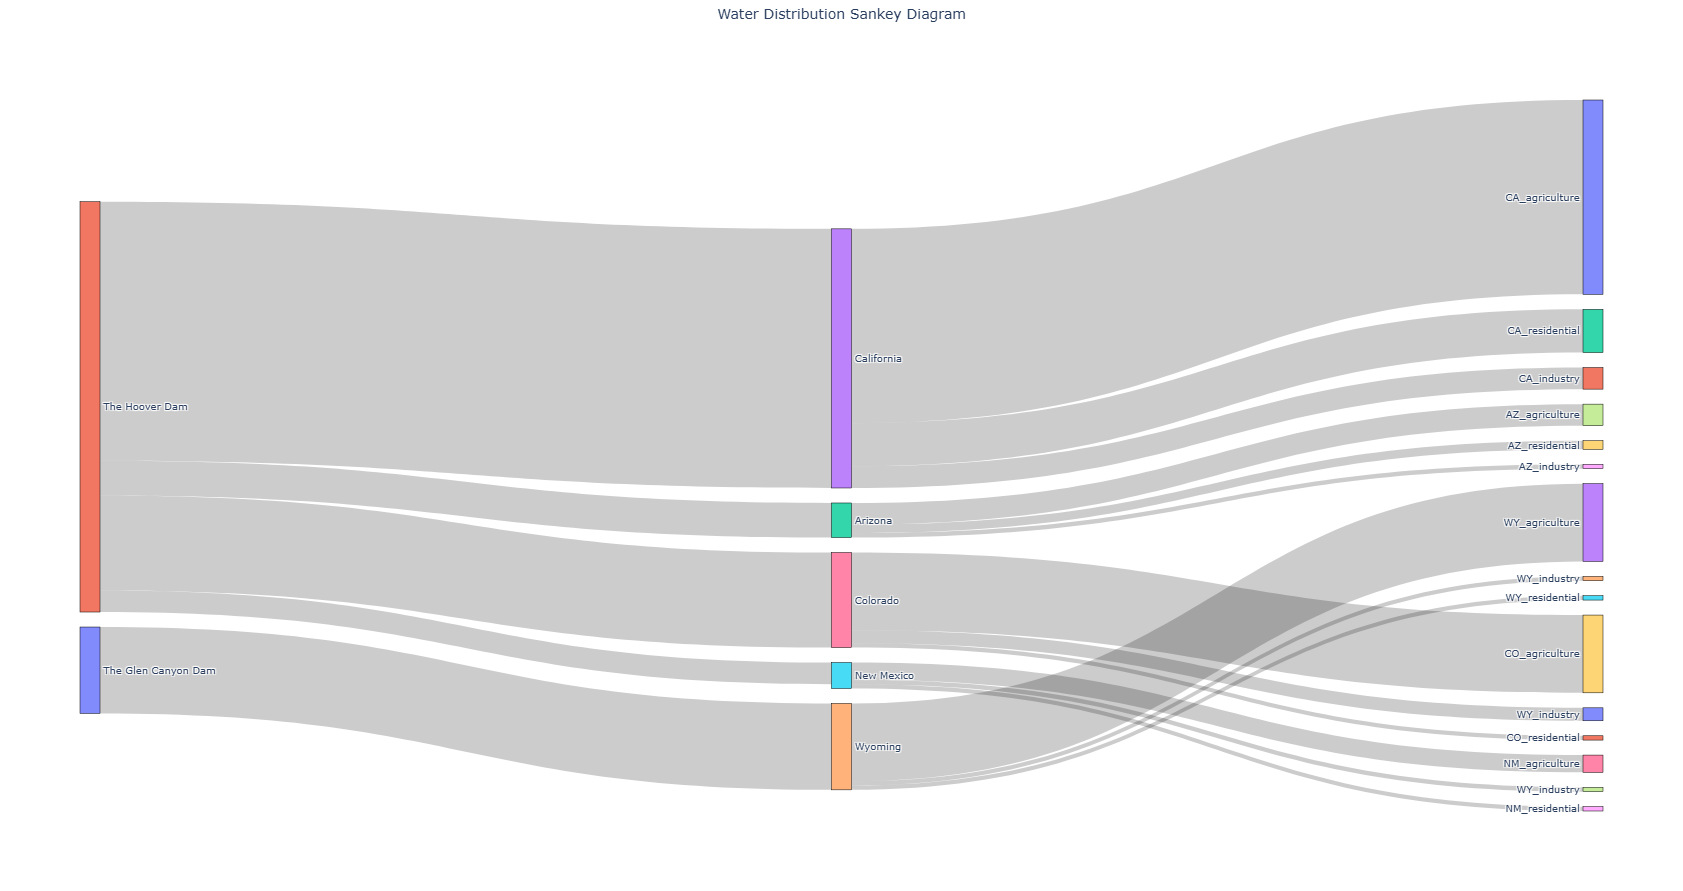 Water Distribution Sankey Diagram
The Hoover Dam
The Glen Canyon Dam
California
Arizona
Colorado
New Mexico
Wyoming
CA_agriculture
CA_residential
CA_industry
AZ_agriculture
AZ_residential
AZ_industry
WY_agriculture
WY_industry
WY_residential
CO_agriculture
WY_industry
CO_residential
NM_agriculture
WY_industry
NM_residential